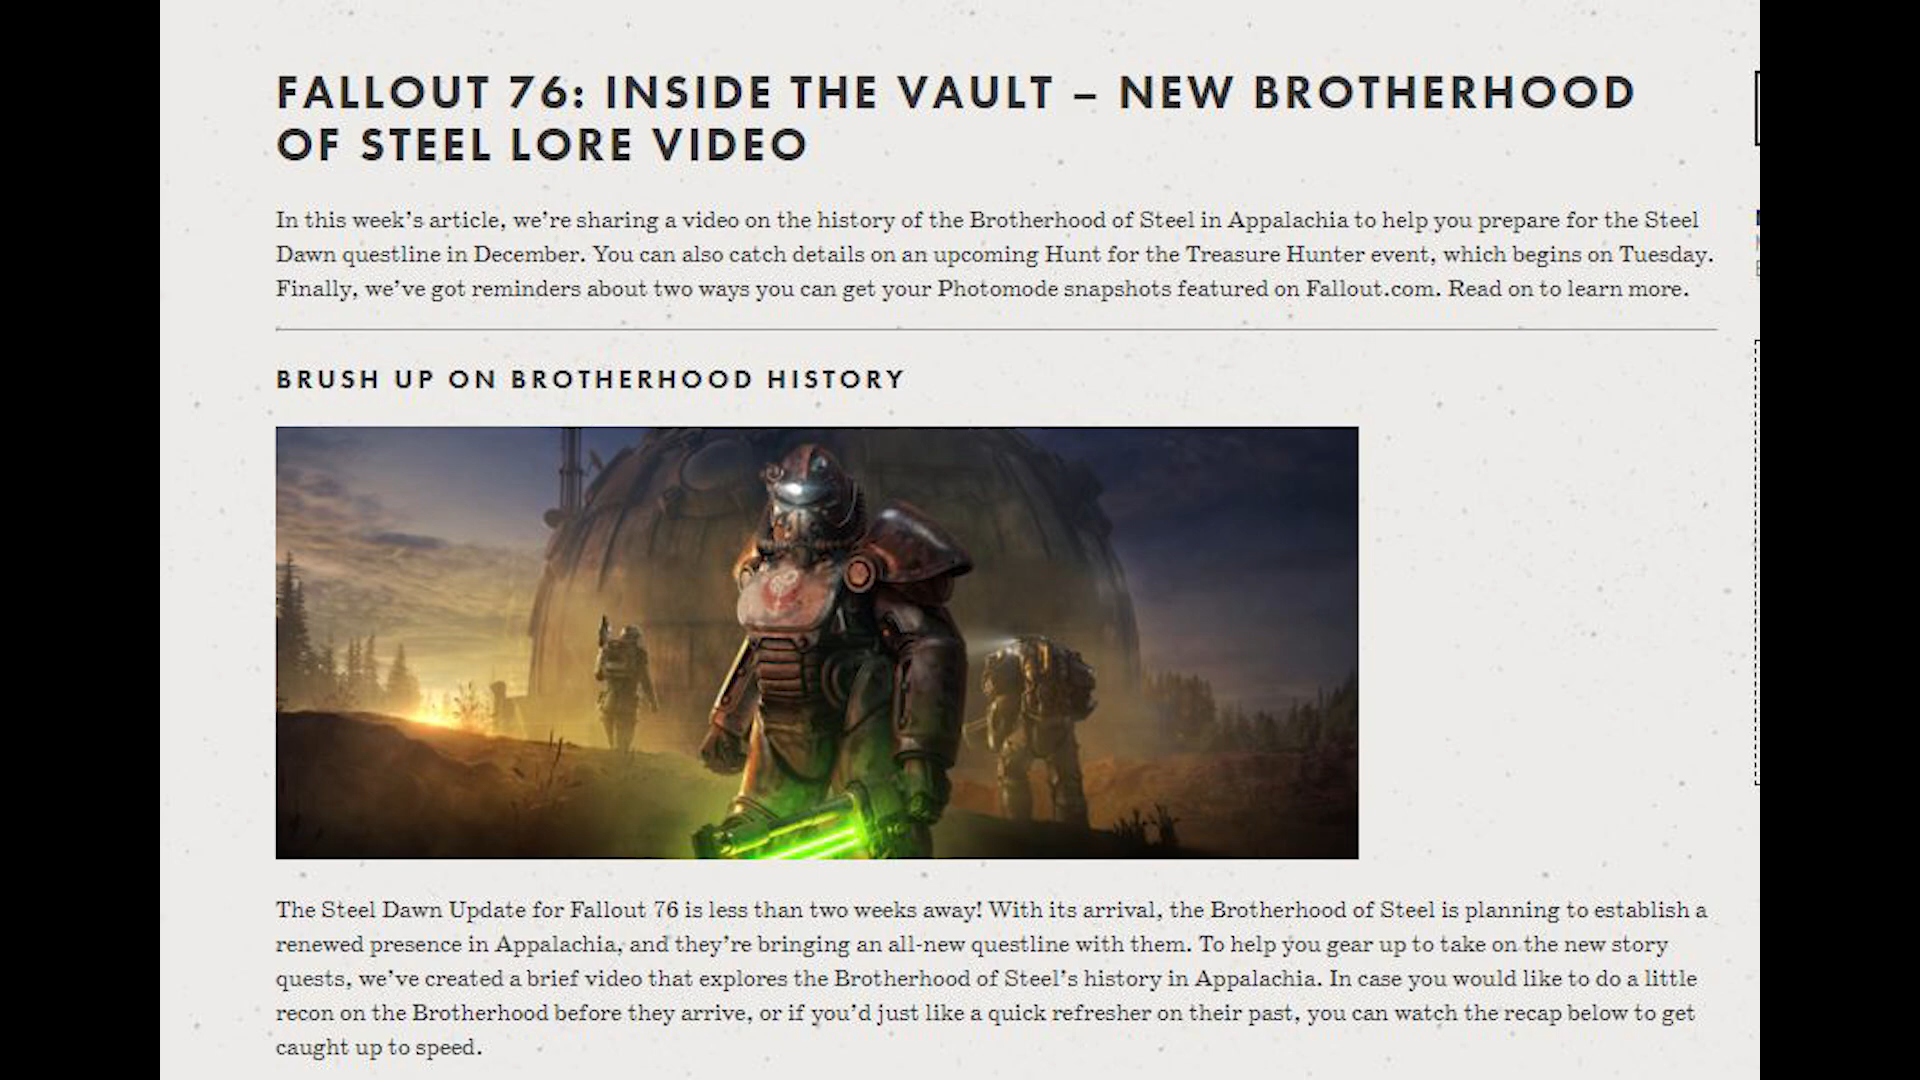 FALLOUT 76: INSIDE THE VAULT – NEW BROTHERHOOD
OF STEEL LORE VIDEO
In this week’s article, we’re sharing a video on the history of the Brotherhood of Steel in Appalachia to help you prepare for the Steel
Dawn questline in December. You can also catch details on an upcoming Hunt for the Treasure Hunter event, which begins on Tuesday.
Finally, we’ve got reminders about two ways you can get your Photomode snapshots featured on Fallout.com. Read on to learn more.
BRUSH UP ON BROTHERHOOD HISTORY
The Steel Dawn Update for Fallout 76 is less than two weeks away! With its arrival, the Brotherhood of Steel is planning to establish a
renewed presence in Appalachia, and they’re bringing an all-new questline with them. To help you gear up to take on the new story
quests, we’ve created a brief video that explores the Brotherhood of Steel’s history in Appalachia. In case you would like to do a little
recon on the Brotherhood before they arrive, or if you’d just like a quick refresher on their past, you can watch the recap below to get
caught up to speed.